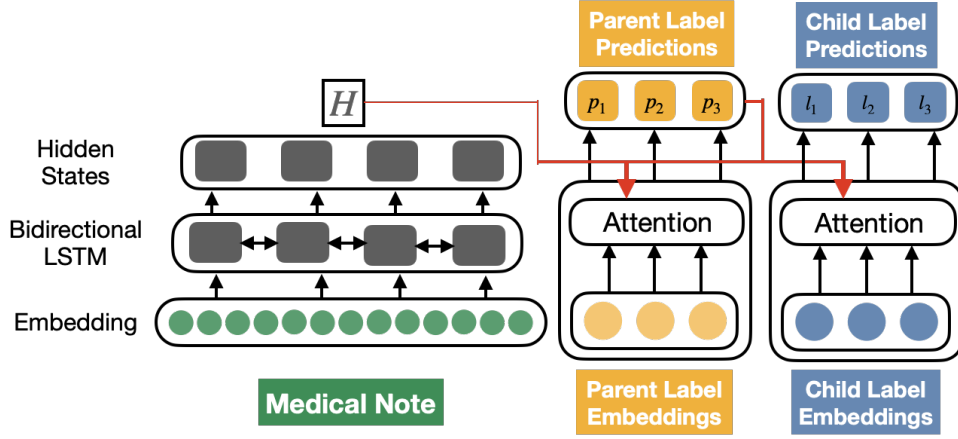 Parent Label
Predictions
Child Label
Predictions
H
p1
p2
p3
l1
l2
l3
Hidden
States
Bidirectional
LSTM
Attention
Attention
Embedding
Medical Note
Parent Label
Embeddings
Child Label
Embeddings